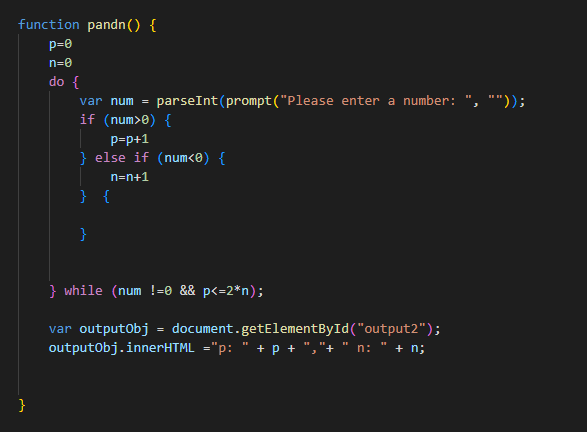 function pandn() {
    p=0
    n=0
    do {
        var num = parseInt(prompt("Please enter a number: ", ""));
        if (num>0) {
            p=p+1
        } else if (num<0) {
            n=n+1
        }  {

        }


    } while (num !=0 && p<=2*n);

    var outputObj = document.getElementById("output2");
    outputObj.innerHTML ="p: " + p + ","+ " n: " + n;


}